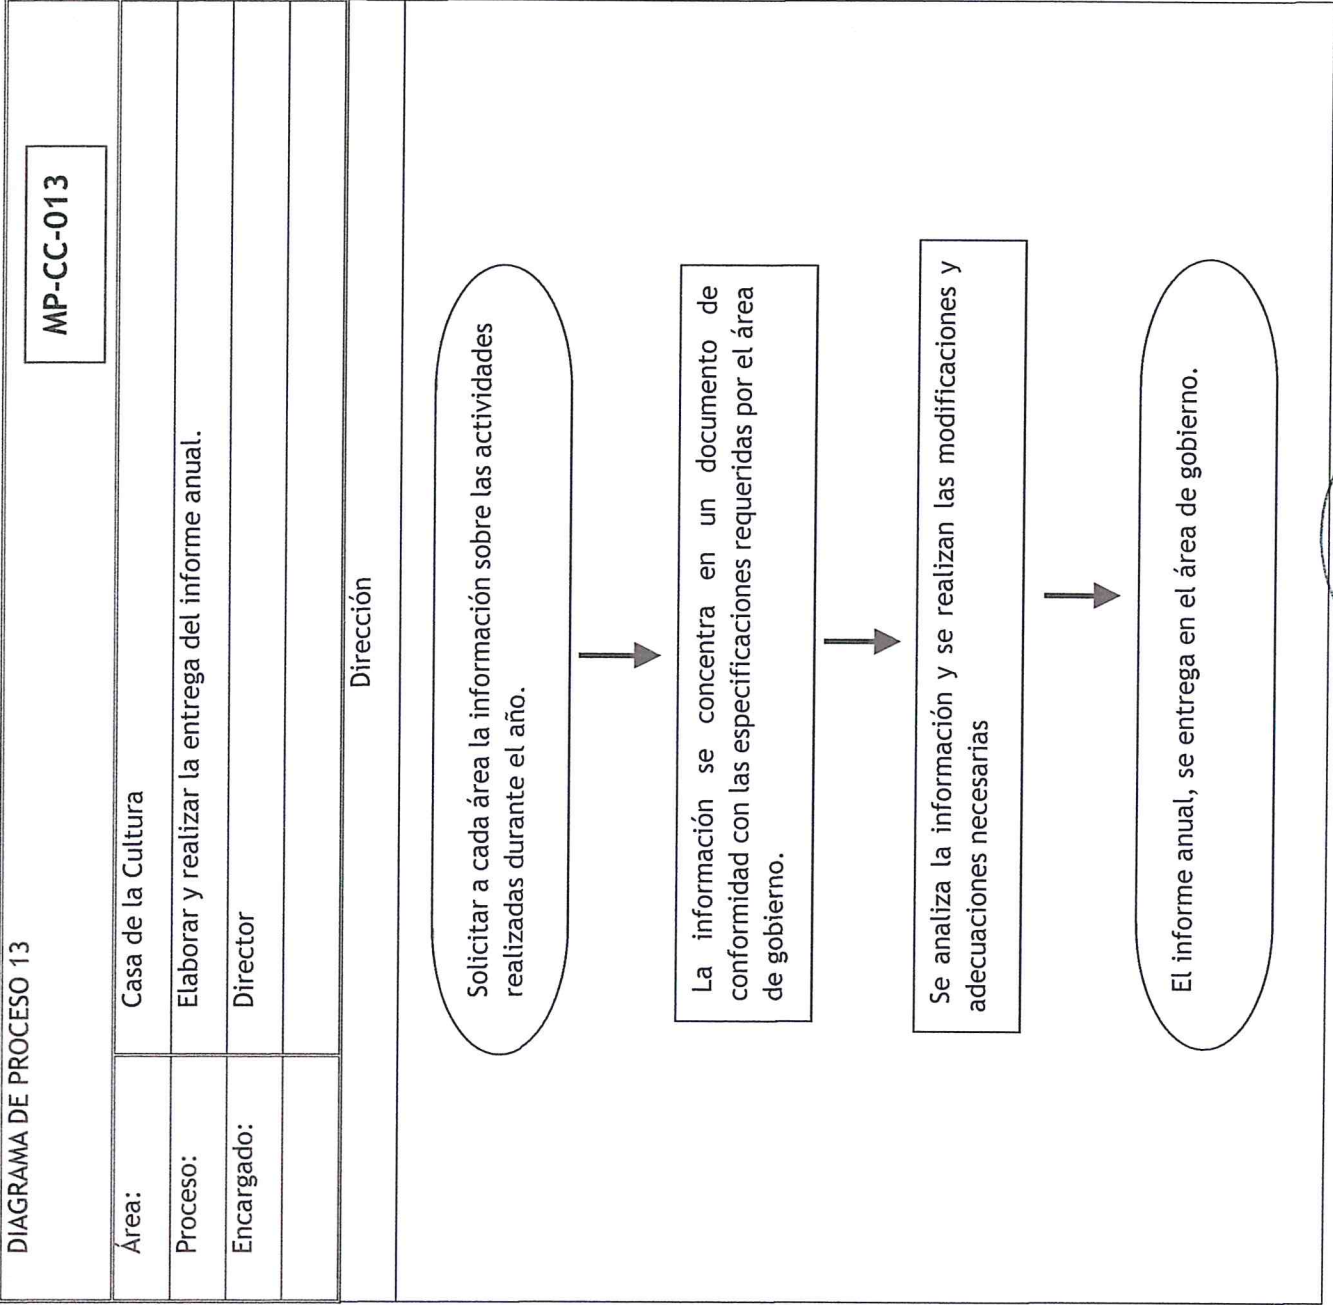 DIAGRAMA DE PROCESO 13
MP-CC-013
Área: Casa de la Cultura
Proceso: Elaborar y realizar la entrega del informe anual.
Encargado: Director
Dirección
Solicitar a cada área la información sobre las actividades
realizadas durante el año.
La información se concentra en un documento de
conformidad con las especificaciones requeridas por el área
de gobierno.
Se analiza la información y se realizan las modificaciones y
adecuaciones necesarias
El informe anual, se entrega en el área de gobierno.